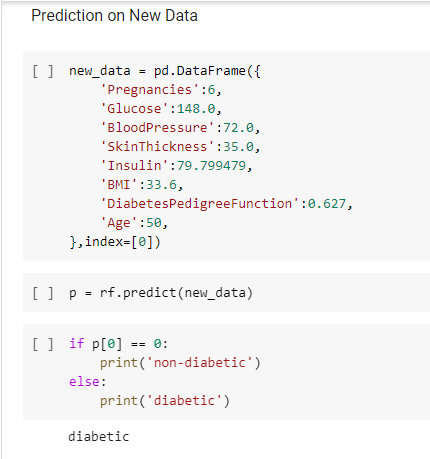 Prediction on New Data
[ ] new_data = pd.DataFrame({
'Pregnancies':6,
'Glucose':148.0,
'BloodPressure':72.0,
'SkinThickness':35.0,
'Insulin':79.799479,
'BMI':33.6,
'DiabetesPedigreeFunction':0.627,
'Age':50,
},index=[0])
[ ] p = rf.predict(new_data)
[ ] if p[0] == 0:
print('non-diabetic')
else:
print('diabetic')
diabetic